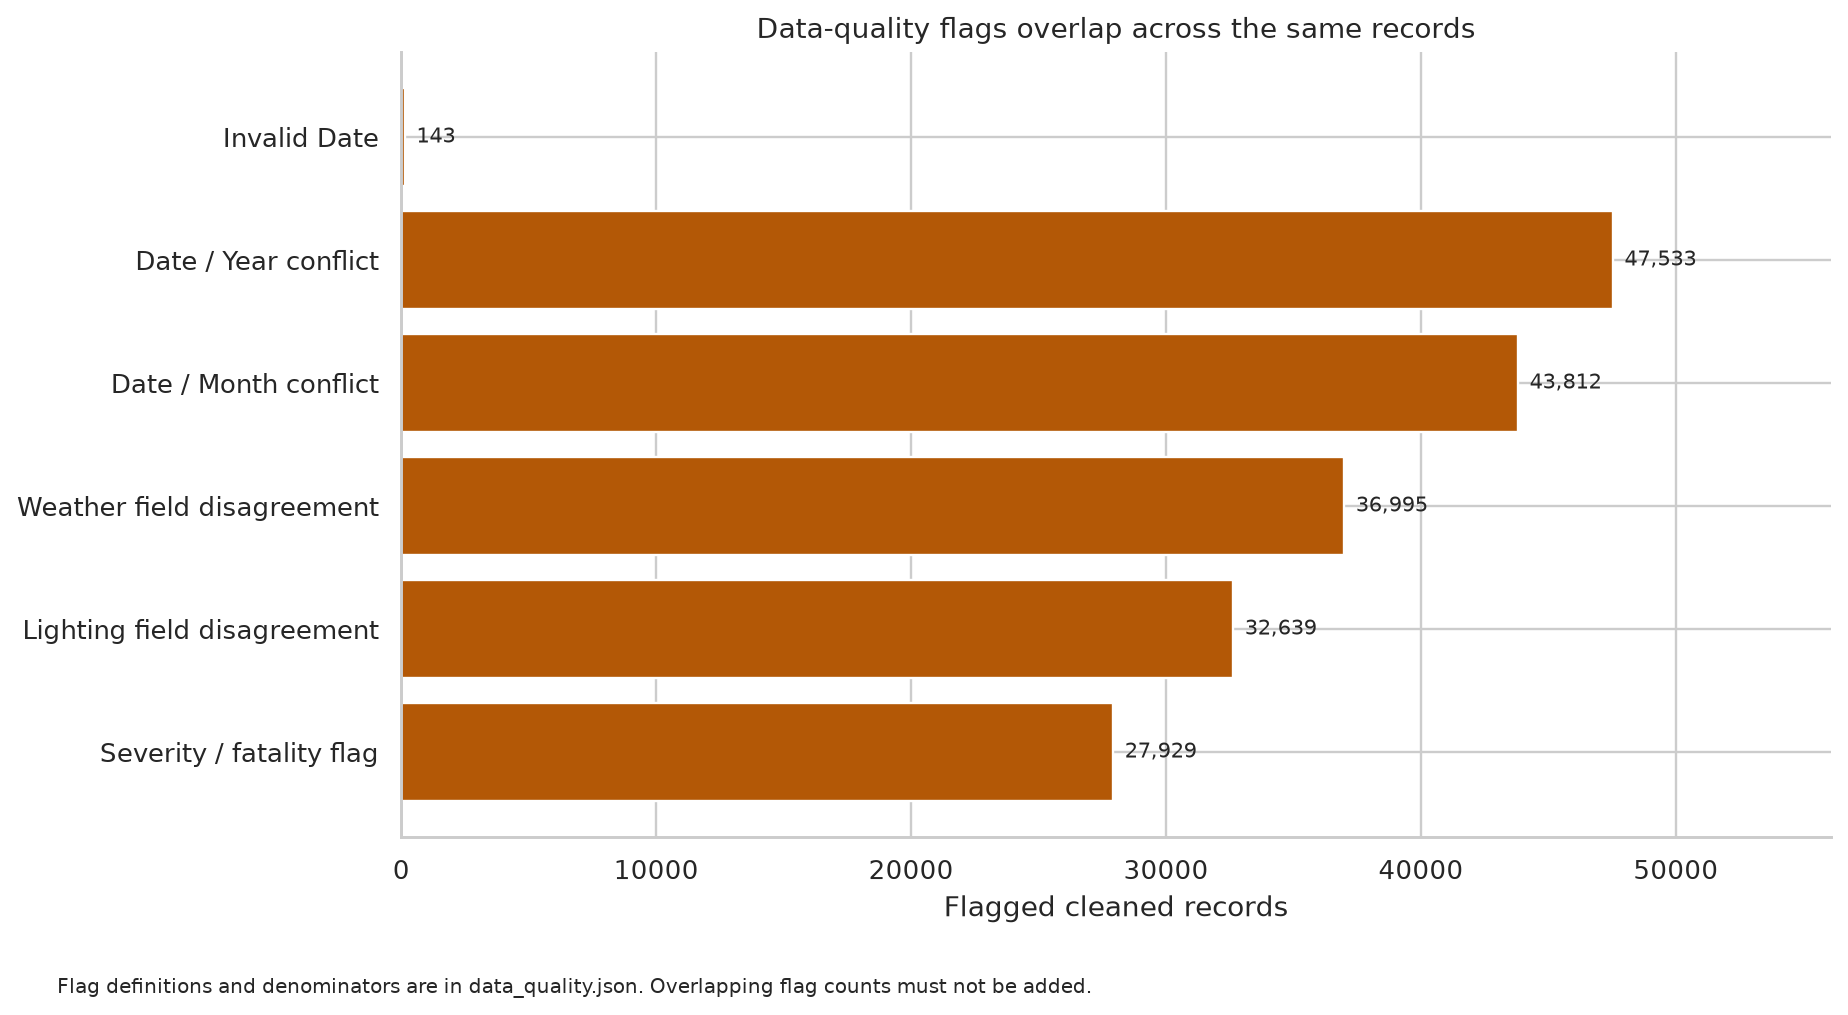 Data-quality flags overlap across the same records
Invalid Date 143
Date / Year conflict 47,533
Date / Month conflict 43,812
Weather field disagreement 36,995
Lighting field disagreement 32,639
Severity / fatality flag 27,929
0 10000 20000 30000 40000 50000
Flagged cleaned records
Flag definitions and denominators are in data_quality.json. Overlapping flag counts must not be added.